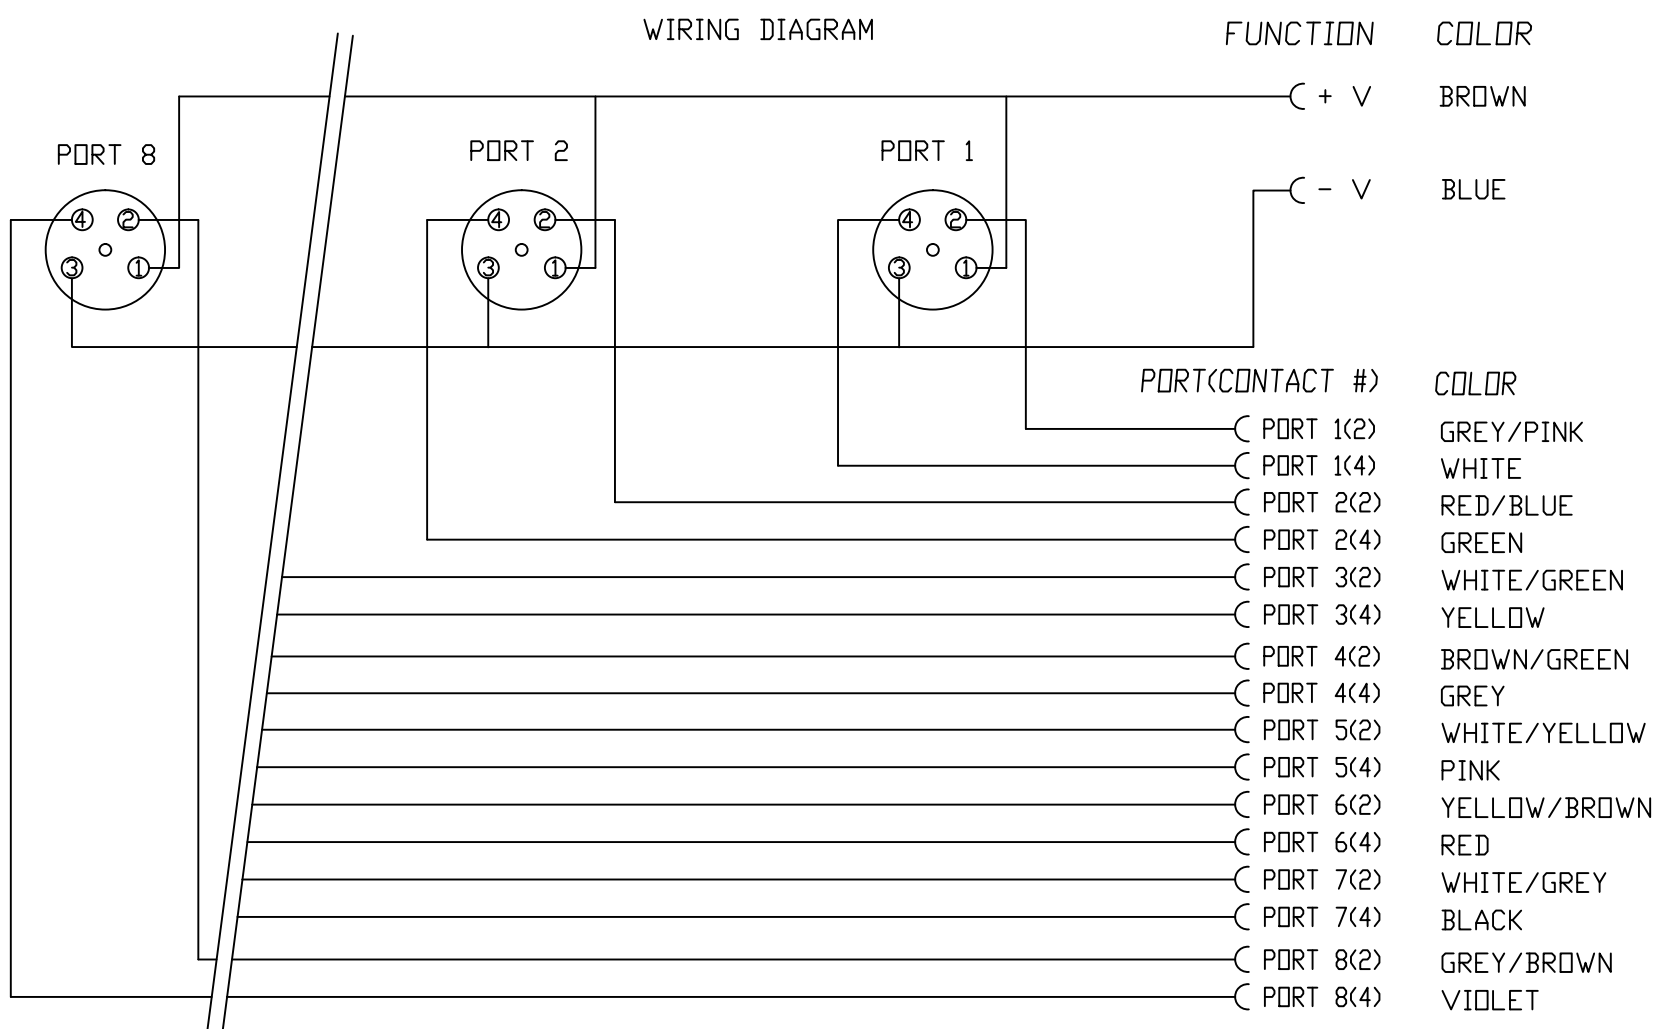 WIRING DIAGRAM
FUNCTION COLOR
+ V BROWN
PORT 8 PORT 2 PORT 1
- V BLUE
4 2 4 2 4 2
3 1 3 1 3 1
PORT(CONTACT #) COLOR
PORT 1(2) GREY/PINK
PORT 1(4) WHITE
PORT 2(2) RED/BLUE
PORT 2(4) GREEN
PORT 3(2) WHITE/GREEN
PORT 3(4) YELLOW
PORT 4(2) BROWN/GREEN
PORT 4(4) GREY
PORT 5(2) WHITE/YELLOW
PORT 5(4) PINK
PORT 6(2) YELLOW/BROWN
PORT 6(4) RED
PORT 7(2) WHITE/GREY
PORT 7(4) BLACK
PORT 8(2) GREY/BROWN
PORT 8(4) VIOLET